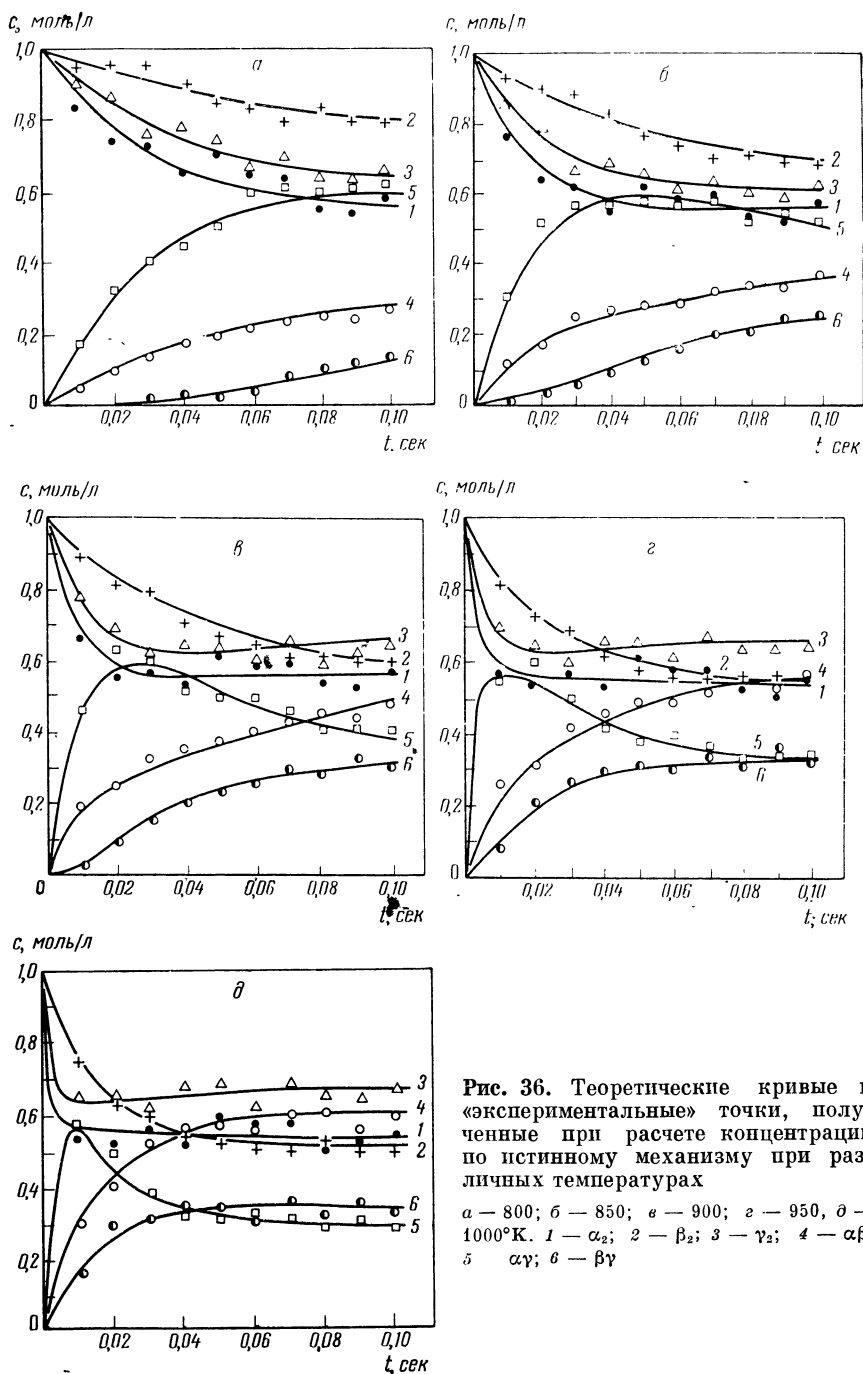 с, моль/л
1,0
0,8
0,6
0,4
0,2
0
а
2
3
5
1
4
6
0,02 0,04 0,06 0,08 0,10
t, сек
с, моль/л
1,0
0,8
0,6
0,4
0,2
0
б
2
3
1
5
4
6
0,02 0,04 0,06 0,08 0,10
t сек
с, моль/л
1,0
0,8
0,6
0,4
0,2
0
в
3
2
1
4
5
6
0,02 0,04 0,06 0,08 0,10
t, сек
с, моль/л
1,0
0,8
0,6
0,4
0,2
0
г
3
2
4
1
5
6
0,02 0,04 0,06 0,08 0,10
t, сек
с, моль/л
1,0
0,8
0,6
0,4
0,2
0
д
3
4
1
2
6
5
0,02 0,04 0,06 0,08 0,10
t, сек
Рис. 36. Теоретические кривые и
«экспериментальные» точки, полу-
ченные при расчете концентраций
по истинному механизму при раз-
личных температурах
а — 800; б — 850; в — 900; г — 950, д —
1000°К. 1 — α₂; 2 — β₂; 3 — γ₂; 4 — αβ
5 αγ; 6 — βγ